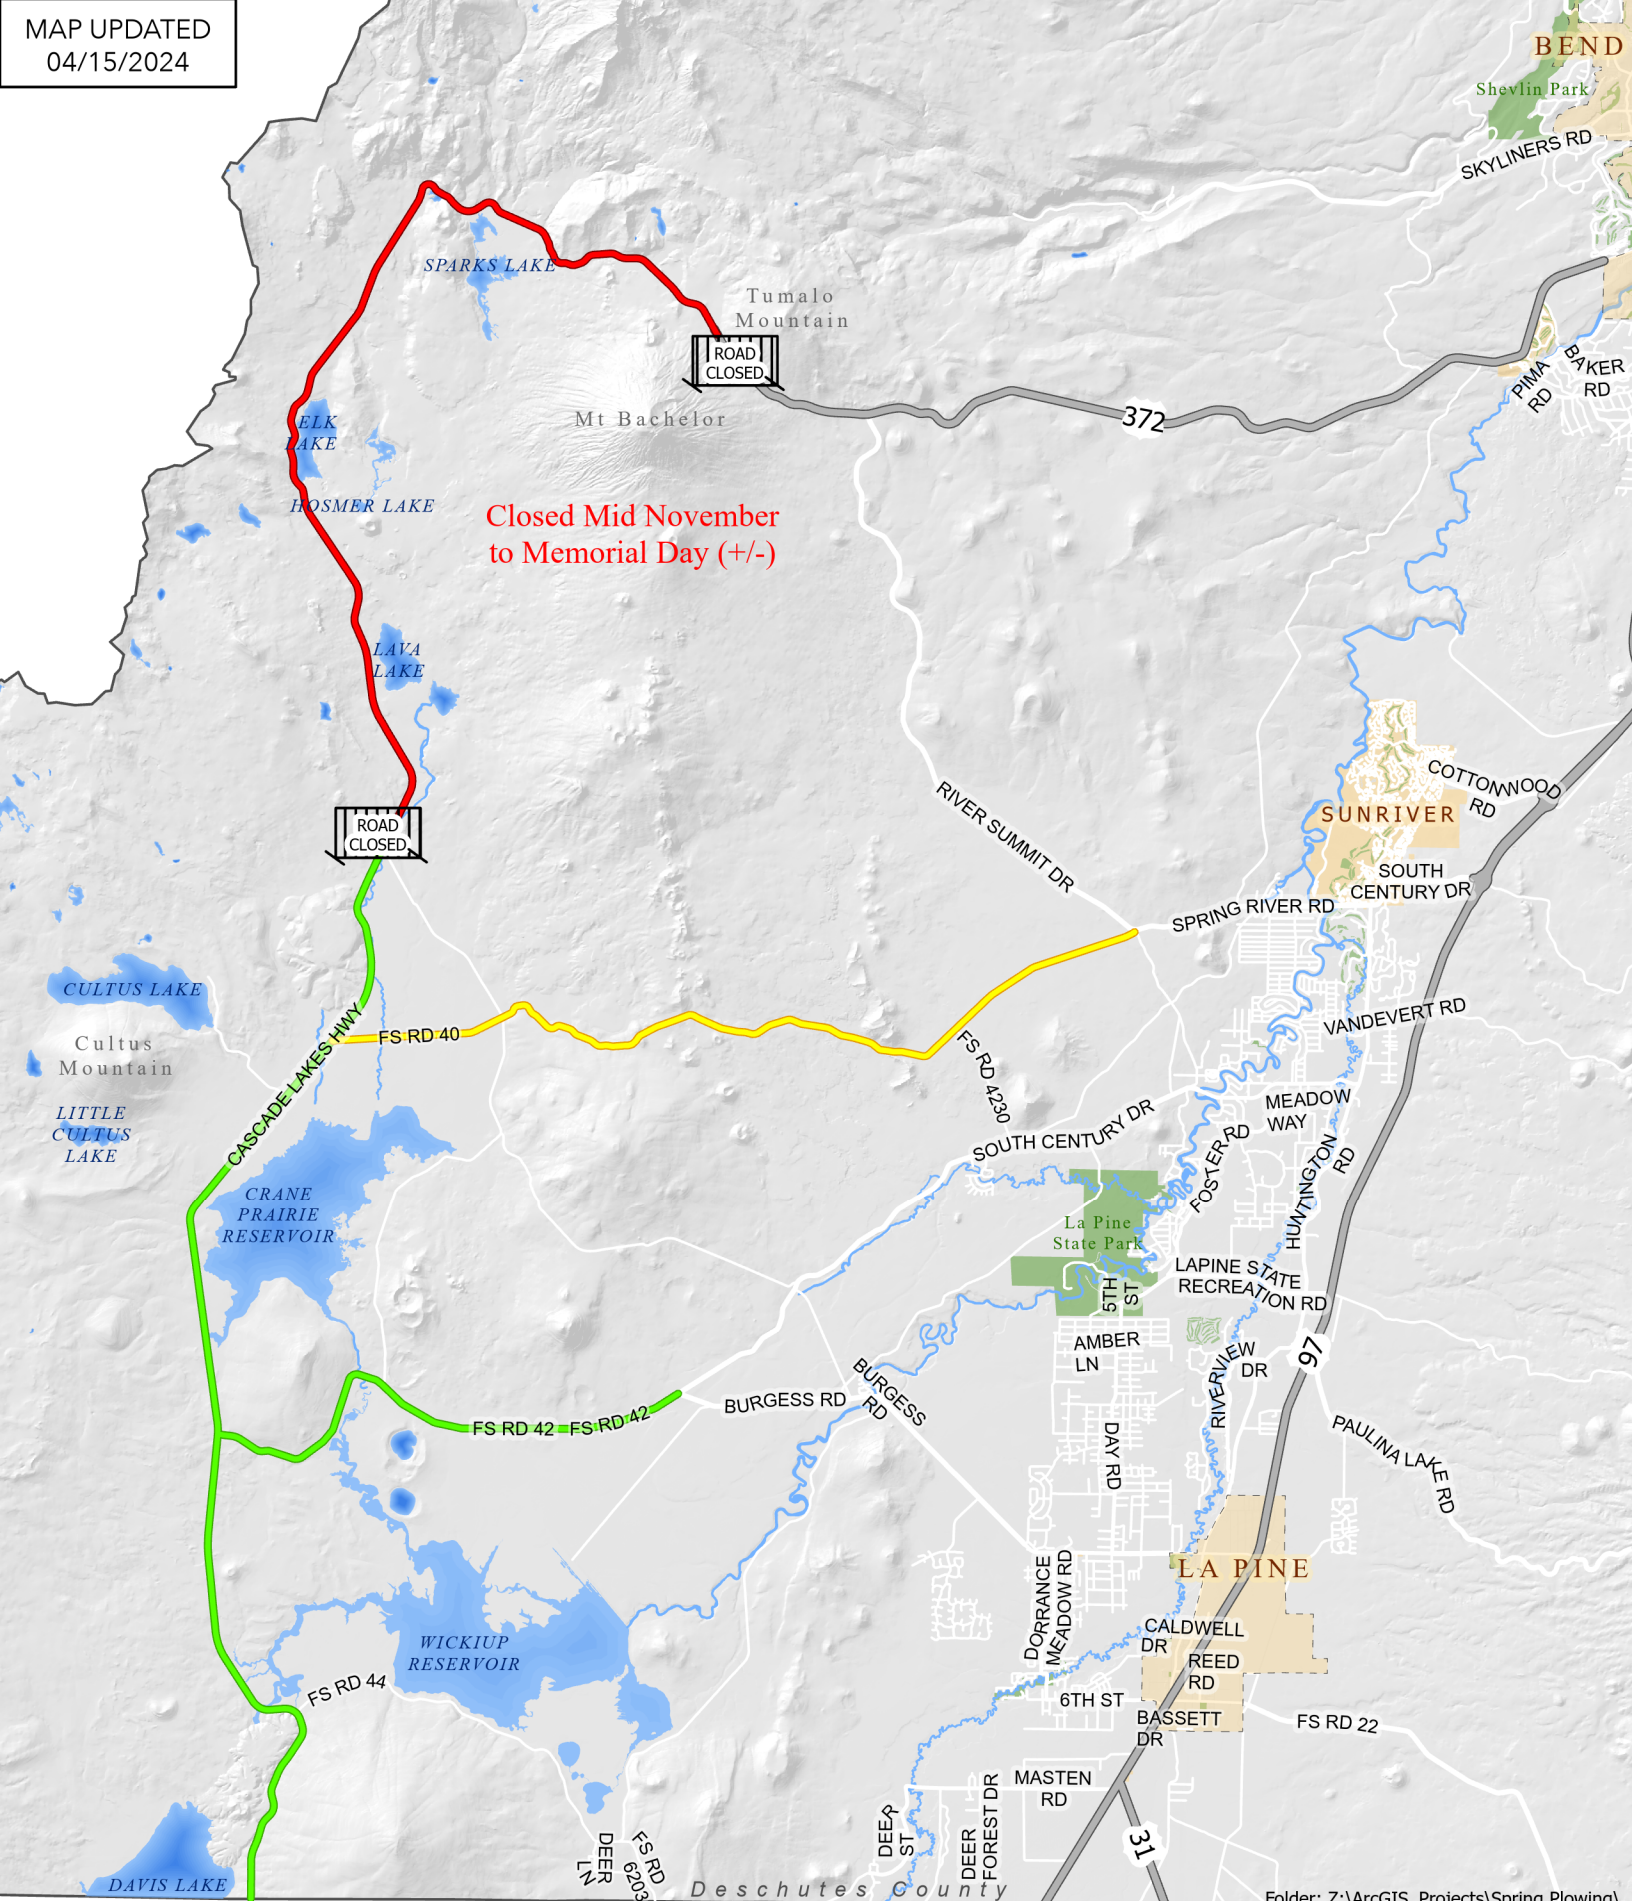 MAP UPDATED
04/15/2024
BEND
Shevlin Park
SKYLINERS RD
SPARKS LAKE
Tumalo
Mountain
ROAD
CLOSED
BAKER
RD
PIMA
RD
372
Mt Bachelor
ELK
LAKE
HOSMER LAKE
Closed Mid November
to Memorial Day (+/-)
LAVA
LAKE
COTTONWOOD
RD
RIVER SUMMIT DR
SUNRIVER
ROAD
CLOSED
SOUTH
CENTURY DR
SPRING RIVER RD
CULTUS LAKE
VANDEVERT RD
CASCADE LAKES HWY
FS RD 40
Cultus
Mountain
FS RD 4230
MEADOW
WAY
LITTLE
CULTUS
LAKE
SOUTH CENTURY DR
FOSTER RD
HUNTINGTON
RD
CRANE
PRAIRIE
RESERVOIR
La Pine
State Park
LAPINE STATE
RECREATION RD
5TH
ST
AMBER
LN
RIVERVIEW
DR
97
BURGESS RD
BURGESS
RD
FS RD 42
FS RD 42
DAY RD
PAULINA LAKE RD
LA PINE
DORRANCE
MEADOW RD
CALDWELL
DR
WICKIUP
RESERVOIR
REED
RD
FS RD 44
6TH ST
BASSETT
DR
FS RD 22
MASTEN
RD
DEER
ST
DEER
FOREST DR
31
DEER
LN
FS RD
6203
DAVIS LAKE
Deschutes County
Folder: Z:\ArcGIS_Projects\Spring Plowing\